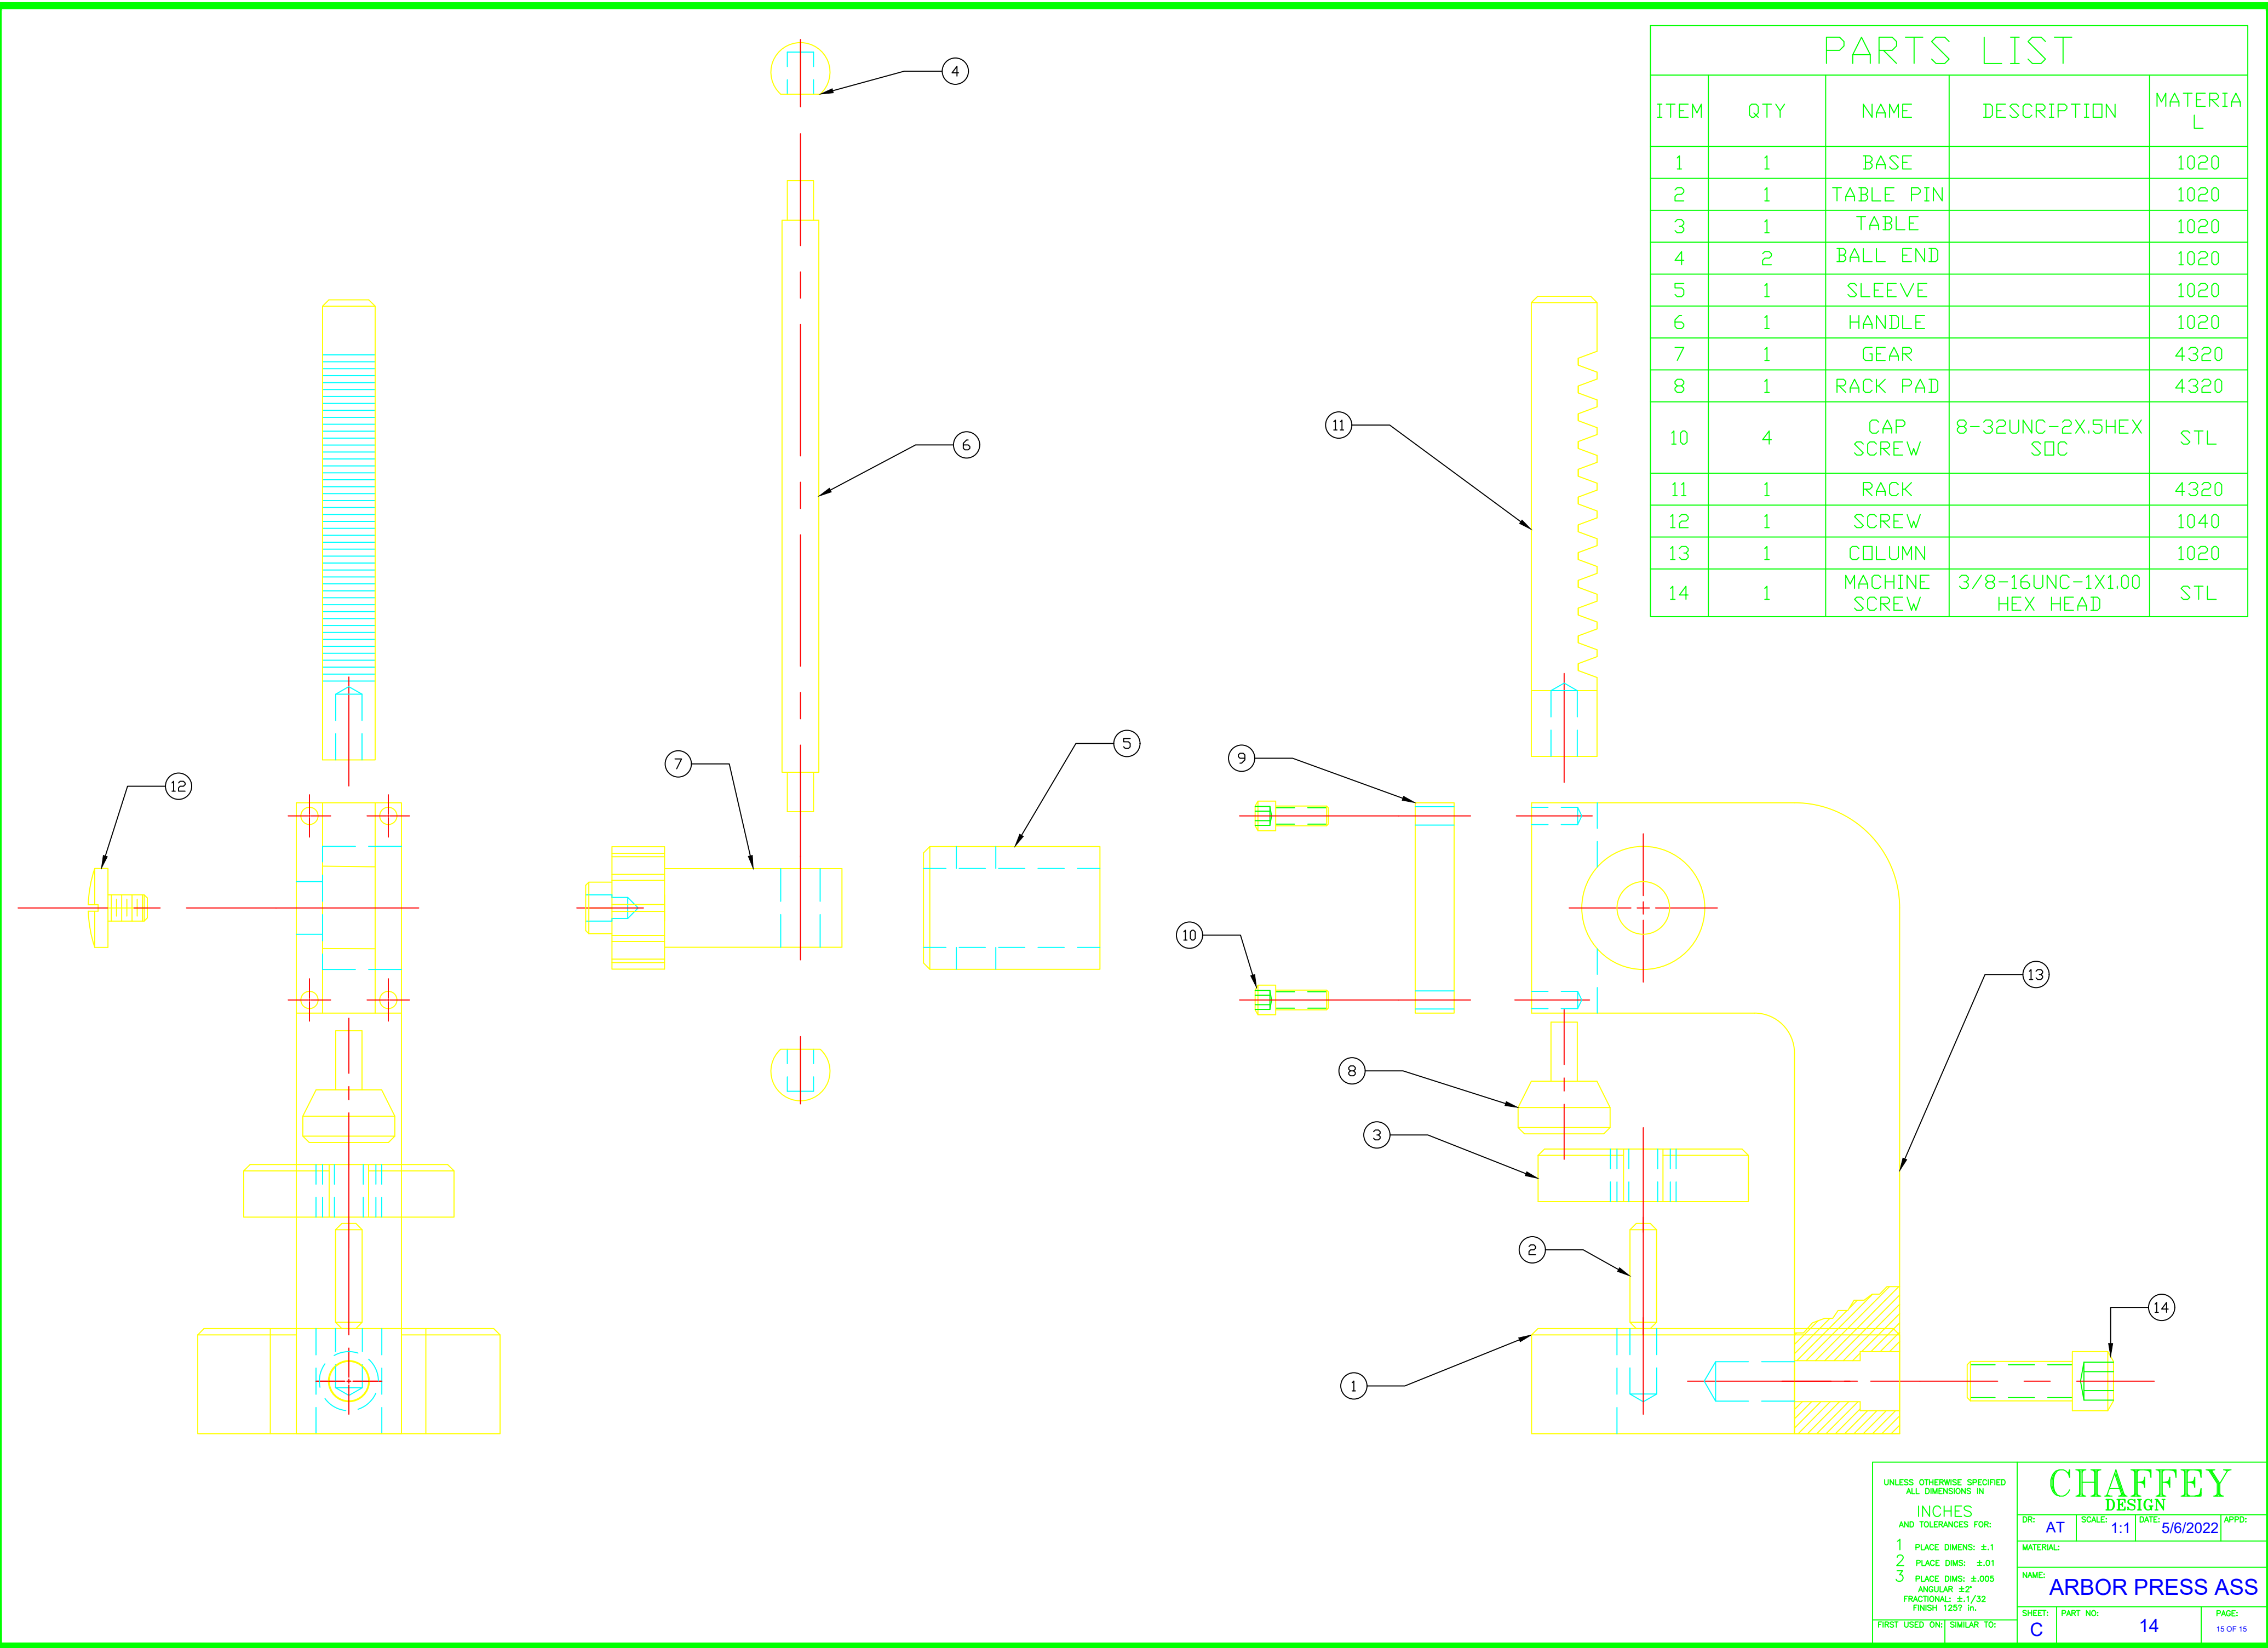 PARTS LIST
ITEM QTY NAME DESCRIPTION MATERIA
L
1 1 BASE 1020
2 1 TABLE PIN 1020
3 1 TABLE 1020
4 2 BALL END 1020
5 1 SLEEVE 1020
6 1 HANDLE 1020
7 1 GEAR 4320
8 1 RACK PAD 4320
10 4 CAP SCREW 8-32UNC-2X.5HEX SOC STL
11 1 RACK 4320
12 1 SCREW 1040
13 1 COLUMN 1020
14 1 MACHINE SCREW 3/8-16UNC-1X1.00 HEX HEAD STL
4
6
11
5
7
9
12
10
13
8
3
2
14
1
UNLESS OTHERWISE SPECIFIED
ALL DIMENSIONS IN
INCHES
AND TOLERANCES FOR:
1 PLACE DIMENS: ±.1
2 PLACE DIMS: ±.01
3 PLACE DIMS: ±.005
ANGULAR ±2°
FRACTIONAL: ±.1/32
FINISH 125? in.
FIRST USED ON: SIMILAR TO:
CHAFFEY
DESIGN
DR: AT SCALE: 1:1 DATE: 5/6/2022 APPD:
MATERIAL:
NAME: ARBOR PRESS ASS
SHEET: C PART NO: 14 PAGE: 15 OF 15